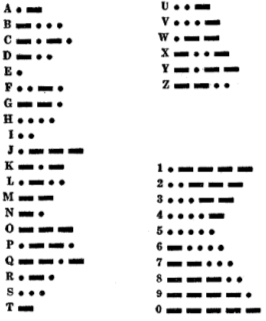 A • —
B — • • •
C — • — •
D — • •
E •
F • • — •
G — — •
H • • • •
I • •
J • — — —
K — • —
L • — • •
M — —
N — •
O — — —
P • — — •
Q — — • —
R • — •
S • • •
T —
U • • —
V • • • —
W • — —
X — • • —
Y — • — —
Z — — • •
1 • — — — —
2 • • — — —
3 • • • — —
4 • • • • —
5 • • • • •
6 — • • • •
7 — — • • •
8 — — — • •
9 — — — — •
0 — — — — —